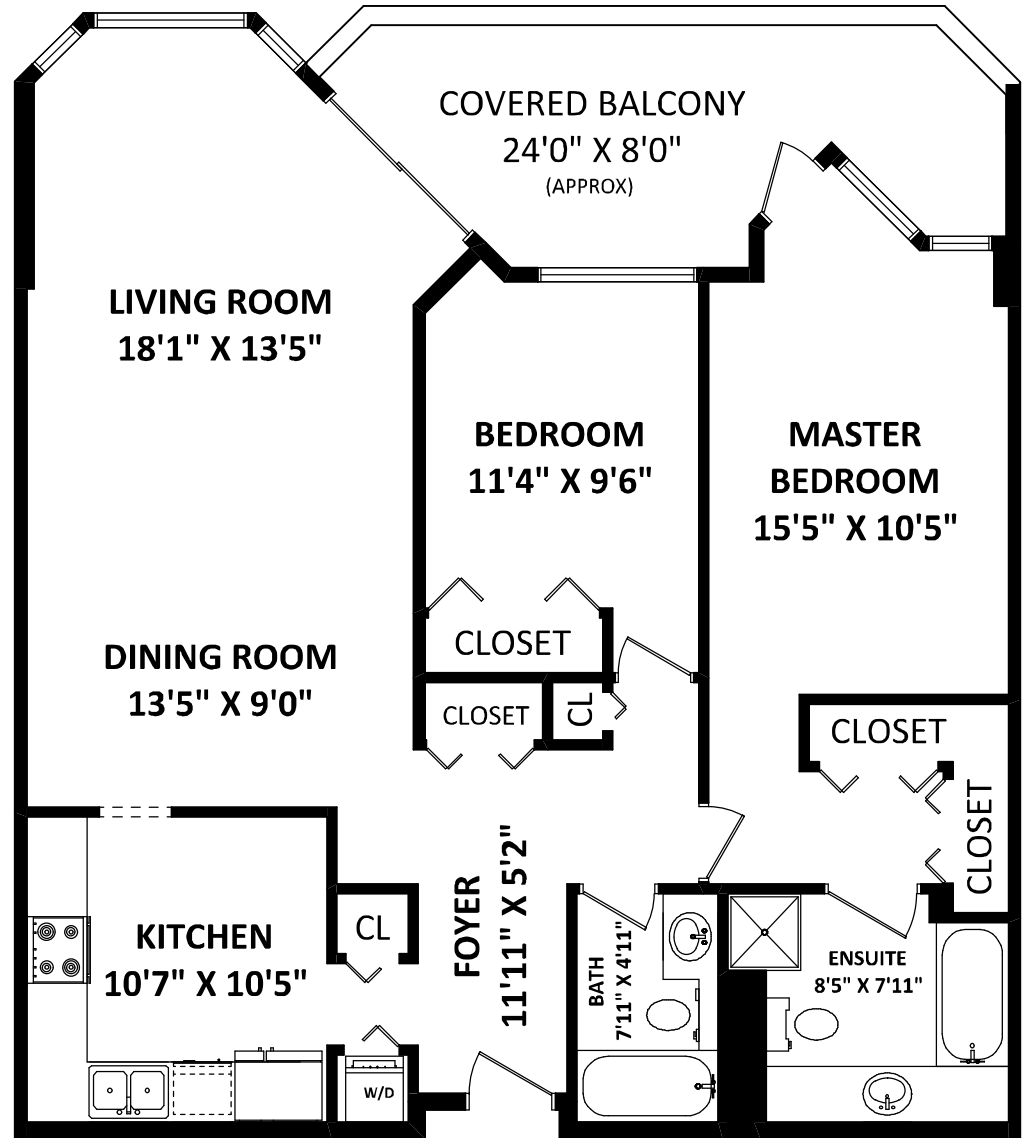 COVERED BALCONY
24'0" X 8'0"
(APPROX)
LIVING ROOM
18'1" X 13'5"
BEDROOM
11'4" X 9'6"
MASTER
BEDROOM
15'5" X 10'5"
CLOSET
DINING ROOM
13'5" X 9'0"
CLOSET
CL
CLOSET
CLOSET
KITCHEN
10'7" X 10'5"
CL
FOYER
11'11" X 5'2"
BATH
7'11" X 4'11"
ENSUITE
8'5" X 7'11"
W/D